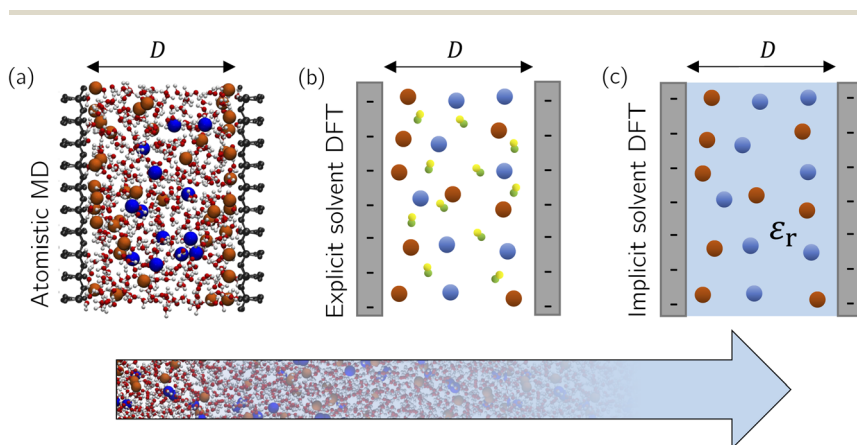 D
D
D
(a)
(b)
(c)
Atomistic MD
Explicit solvent DFT
Implicit solvent DFT
- - - - - - - -
- - - - - - - -
- - - - - - - -
- - - - - - - -
εr